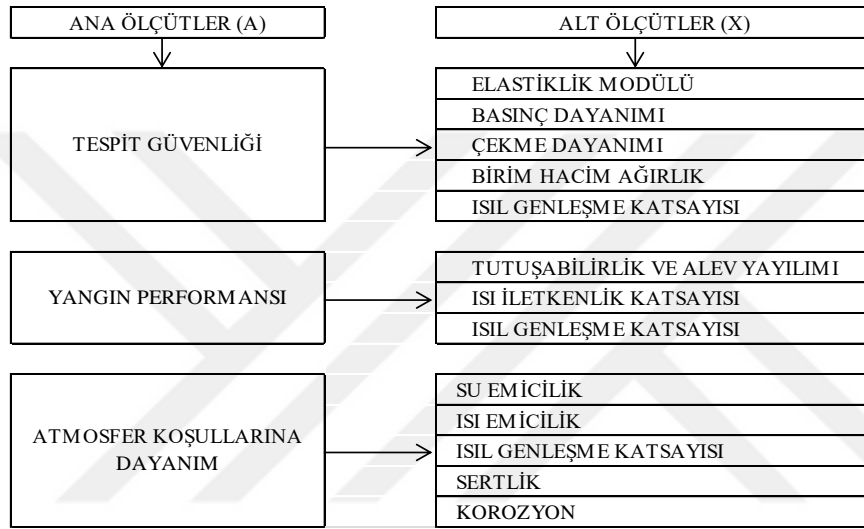 ANA ÖLÇÜTLER (A)
ALT ÖLÇÜTLER (X)
TESPİT GÜVENLİĞİ
ELASTİKLİK MODÜLÜ
BASINÇ DAYANIMI
ÇEKME DAYANIMI
BİRİM HACİM AĞIRLIK
ISIL GENLEŞME KATSAYISI
YANGIN PERFORMANSI
TUTUŞABİLİRLİK VE ALEV YAYILIMI
ISI İLETKENLİK KATSAYISI
ISIL GENLEŞME KATSAYISI
ATMOSFER KOŞULLARINA
DAYANIM
SU EMİCİLİK
ISI EMİCİLİK
ISIL GENLEŞME KATSAYISI
SERTLİK
KOROZYON